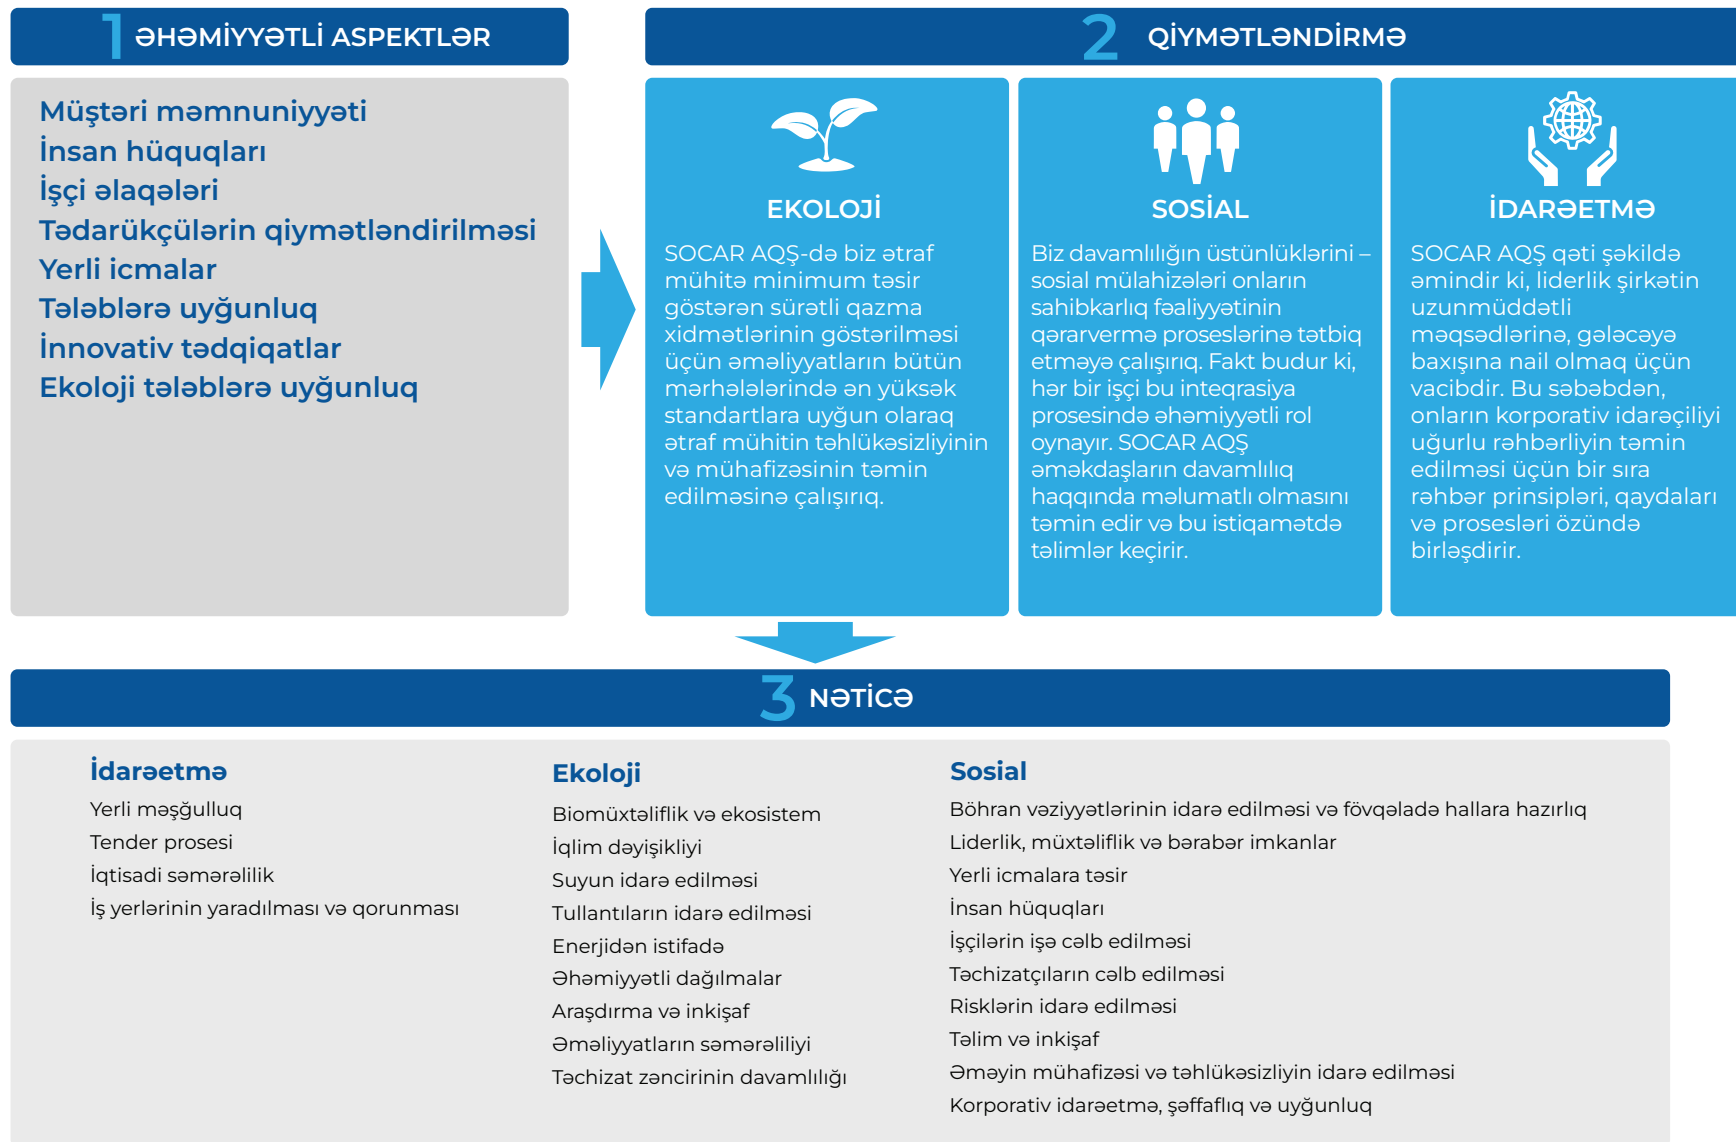 1 ƏHƏMİYYƏTLİ ASPEKTLƏR
Müştəri məmnuniyyəti
İnsan hüquqları
İşçi əlaqələri
Tədarükçülərin qiymətləndirilməsi
Yerli icmalar
Tələblərə uyğunluq
İnnovativ tədqiqatlar
Ekoloji tələblərə uyğunluq
2 QİYMƏTLƏNDİRMƏ
EKOLOJİ
SOCAR AQŞ-də biz ətraf
mühitə minimum təsir
göstərən sürətli qazma
xidmətlərinin göstərilməsi
üçün əməliyyatların bütün
mərhələlərində ən yüksək
standartlara uyğun olaraq
ətraf mühitin təhlükəsizliyinin
və mühafizəsinin təmin
edilməsinə çalışırıq.
SOSİAL
Biz davamlılığın üstünlüklərini –
sosial mülahizələri onların
sahibkarlıq fəaliyyətinin
qərarvermə proseslərinə tətbiq
etməyə çalışırıq. Fakt budur ki,
hər bir işçi bu inteqrasiya
prosesində əhəmiyyətli rol
oynayır. SOCAR AQŞ
əməkdaşların davamlılıq
haqqında məlumatlı olmasını
təmin edir və bu istiqamətdə
təlimlər keçirir.
İDARƏETMƏ
SOCAR AQŞ qəti şəkildə
əmindir ki, liderlik şirkətin
uzunmüddətli
məqsədlərinə, gələcəyə
baxışına nail olmaq üçün
vacibdir. Bu səbəbdən,
onların korporativ idarəçiliyi
uğurlu rəhbərliyin təmin
edilməsi üçün bir sıra
rəhbər prinsipləri, qaydaları
və prosesləri özündə
birləşdirir.
3 NƏTİCƏ
İdarəetmə
Yerli məşğulluq
Tender prosesi
İqtisadi səmərəlilik
İş yerlərinin yaradılması və qorunması
Ekoloji
Biomüxtəliflik və ekosistem
İqlim dəyişikliyi
Suyun idarə edilməsi
Tullantıların idarə edilməsi
Enerjidən istifadə
Əhəmiyyətli dağılmalar
Araşdırma və inkişaf
Əməliyyatların səmərəliliyi
Təchizat zəncirinin davamlılığı
Sosial
Böhran vəziyyətlərinin idarə edilməsi və fövqəladə hallara hazırlıq
Liderlik, müxtəliflik və bərabər imkanlar
Yerli icmalara təsir
İnsan hüquqları
İşçilərin işə cəlb edilməsi
Təchizatçıların cəlb edilməsi
Risklərin idarə edilməsi
Təlim və inkişaf
Əməyin mühafizəsi və təhlükəsizliyin idarə edilməsi
Korporativ idarəetmə, şəffaflıq və uyğunluq